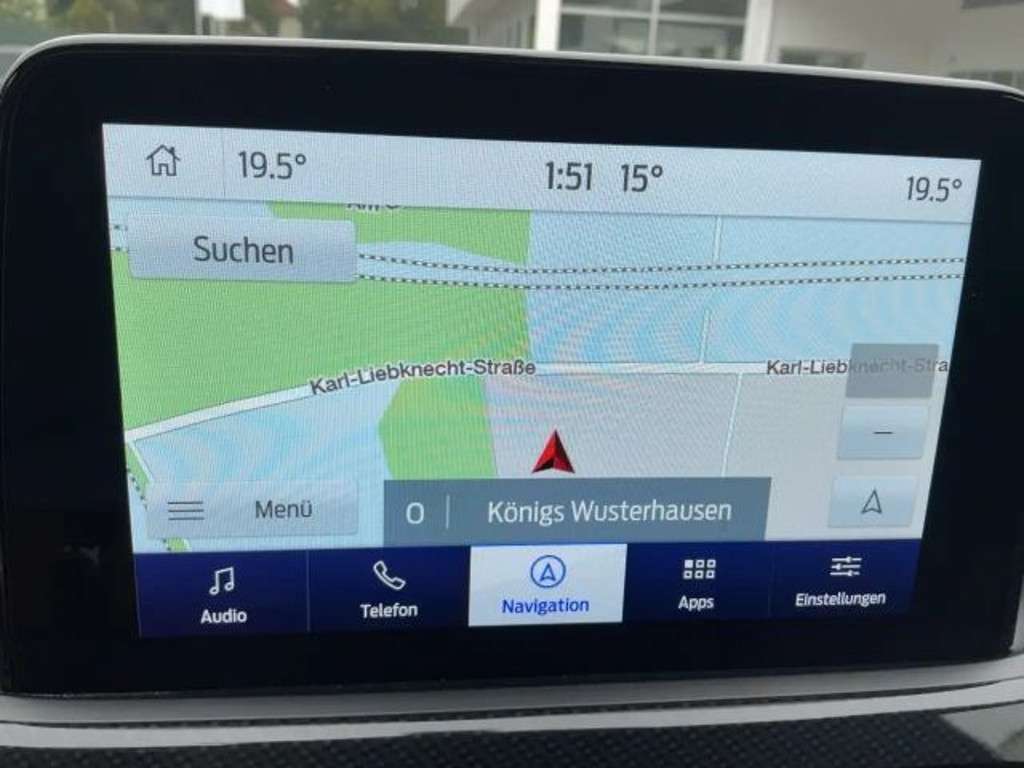 19.5° 1:51 15° 19.5°
Suchen
Karl-Liebknecht-Straße
Karl-Liebknecht-Stra
Menü
O Königs Wusterhausen
Audio
Telefon
Navigation
Apps
Einstellungen